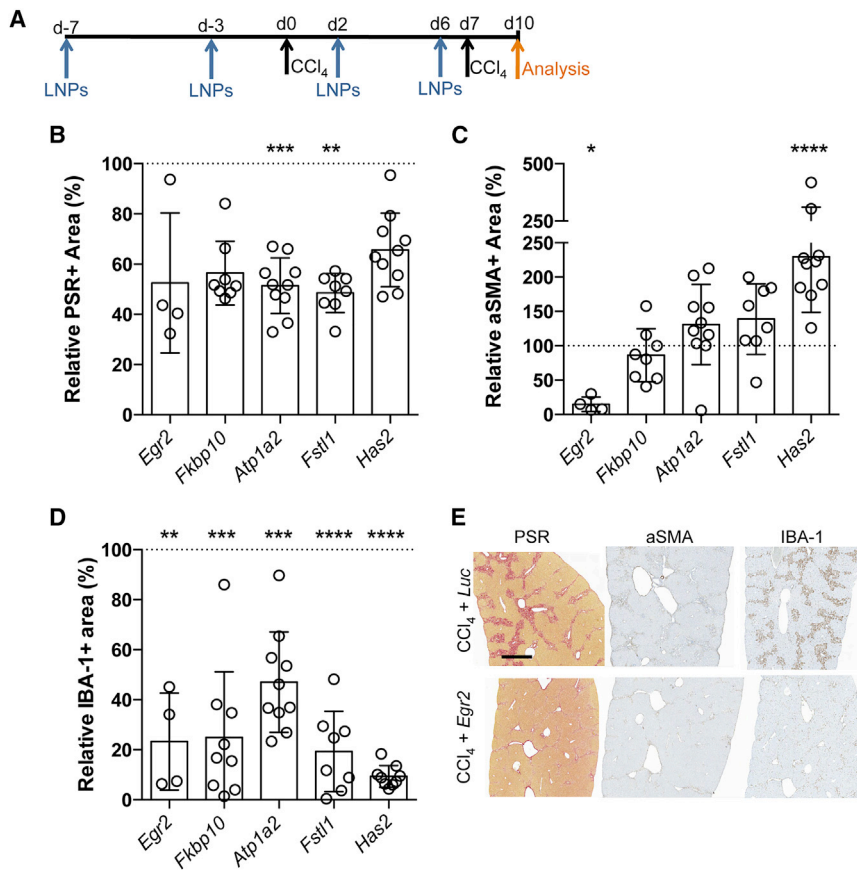 A
d-7 d-3 d0 d2 d6 d7 d10
CCl4 CCl4 Analysis
LNPs LNPs LNPs LNPs
B
*** **
Relative PSR+ Area (%)
100
80
60
40
20
0
Egr2 Fkbp10 Atp1a2 Fstl1 Has2
C
* ****
Relative aSMA+ Area (%)
500
250
250
200
150
100
50
0
Egr2 Fkbp10 Atp1a2 Fstl1 Has2
D
** *** *** **** ****
Relative IBA-1+ area (%)
100
80
60
40
20
0
Egr2 Fkbp10 Atp1a2 Fstl1 Has2
E
PSR aSMA IBA-1
CCl4 + Luc
CCl4 + Egr2